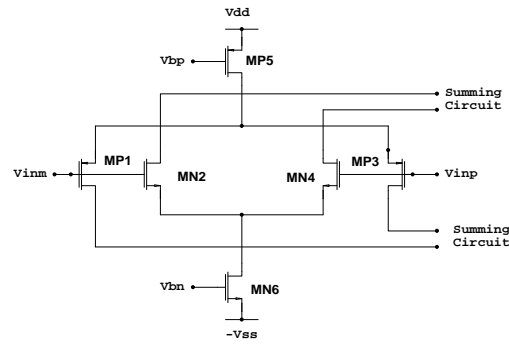 Vdd
Vbp
MP5
Summing
Circuit
MP1
MP3
Vinm
MN2
MN4
Vinp
Summing
Circuit
Vbn
MN6
-Vss